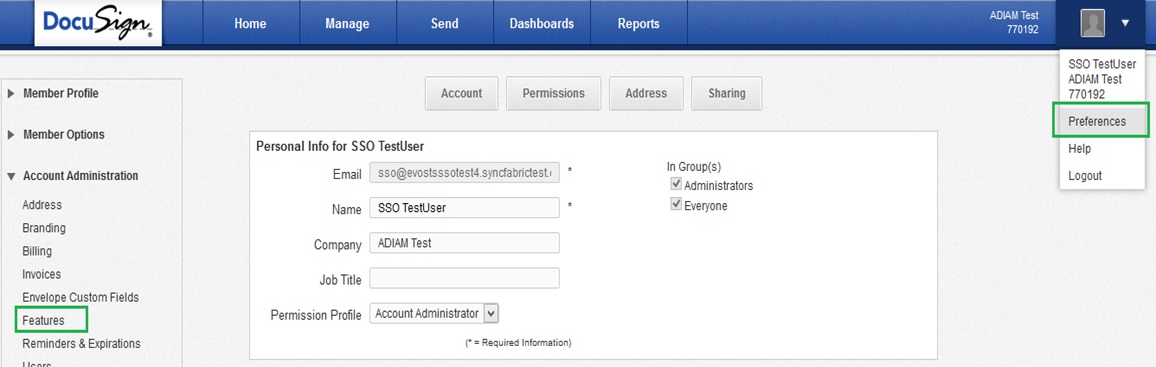 DocuSign
Home Manage Send Dashboards Reports
ADIAM Test
770192
SSO TestUser
ADIAM Test
770192
Preferences
Help
Logout
Member Profile
Member Options
Account Administration
Address
Branding
Billing
Invoices
Envelope Custom Fields
Features
Reminders & Expirations
Users
Account Permissions Address Sharing
Personal Info for SSO TestUser
Email sso@evostsssotest4.syncfabrictest. *
Name SSO TestUser *
Company ADIAM Test
Job Title
Permission Profile Account Administrator
(* = Required Information)
In Group(s)
Administrators
Everyone